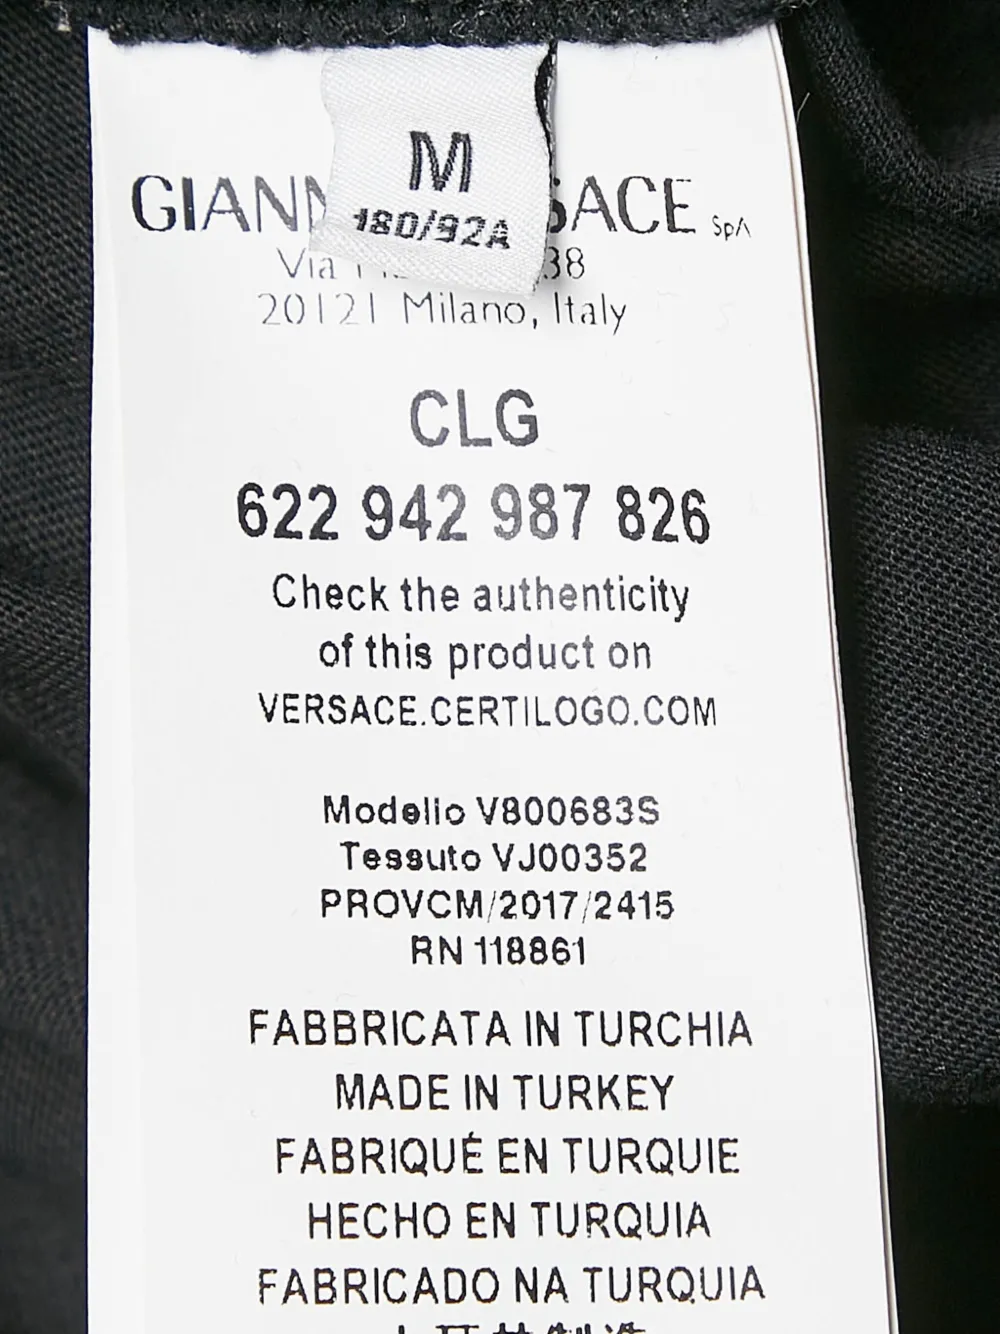 M
180/92A
GIANN SACE SpA
Via 38
20121 Milano, Italy
CLG
622 942 987 826
Check the authenticity
of this product on
VERSACE.CERTILOGO.COM
Modello V800683S
Tessuto VJ00352
PROVCM/2017/2415
RN 118861
FABBRICATA IN TURCHIA
MADE IN TURKEY
FABRIQUÉ EN TURQUIE
HECHO EN TURQUIA
FABRICADO NA TURQUIA